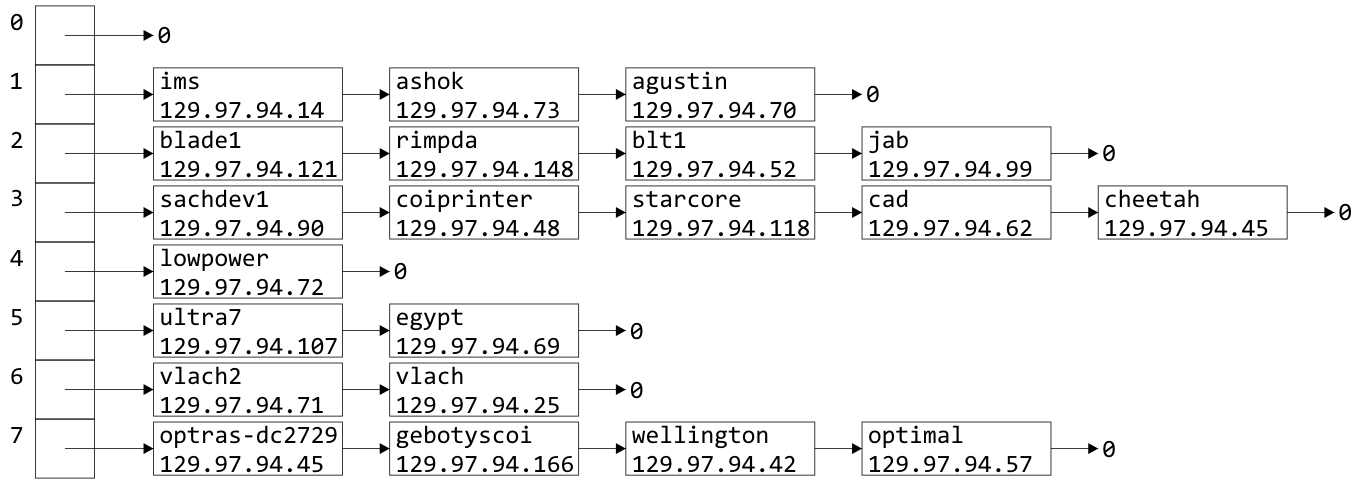 0
0
1
ims
129.97.94.14
ashok
129.97.94.73
agustin
129.97.94.70
0
2
blade1
129.97.94.121
rimpda
129.97.94.148
blt1
129.97.94.52
jab
129.97.94.99
0
3
sachdev1
129.97.94.90
coiprinter
129.97.94.48
starcore
129.97.94.118
cad
129.97.94.62
cheetah
129.97.94.45
0
4
lowpower
129.97.94.72
0
5
ultra7
129.97.94.107
egypt
129.97.94.69
0
6
vlach2
129.97.94.71
vlach
129.97.94.25
0
7
optras-dc2729
129.97.94.45
gebotyscoi
129.97.94.166
wellington
129.97.94.42
optimal
129.97.94.57
0